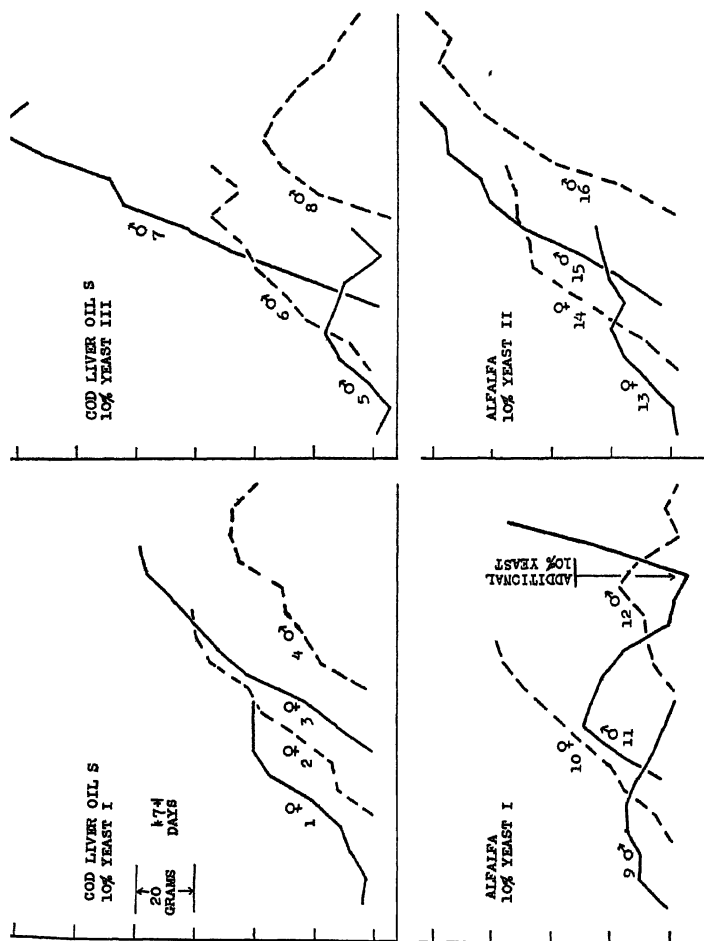 COD LIVER OIL S
10% YEAST I
20
GRAMS
7
DAYS
♀
1
♀
2
♀
3
♂
4
COD LIVER OIL S
10% YEAST III
♂
5
♂
6
♂
7
♂
8
ALFALFA
10% YEAST I
ADDITIONAL
10% YEAST
9 ♂
♀
10
♂
11
♂
12
ALFALFA
10% YEAST II
♀
13
♀
14
♂
15
♂
16